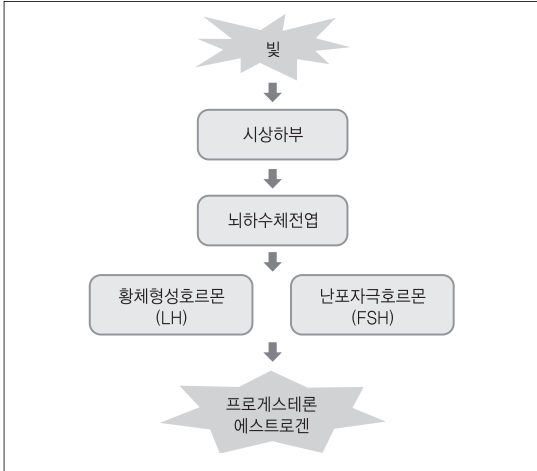 빛
시상하부
뇌하수체전엽
황체형성호르몬
(LH)
난포자극호르몬
(FSH)
프로게스테론
에스트로겐